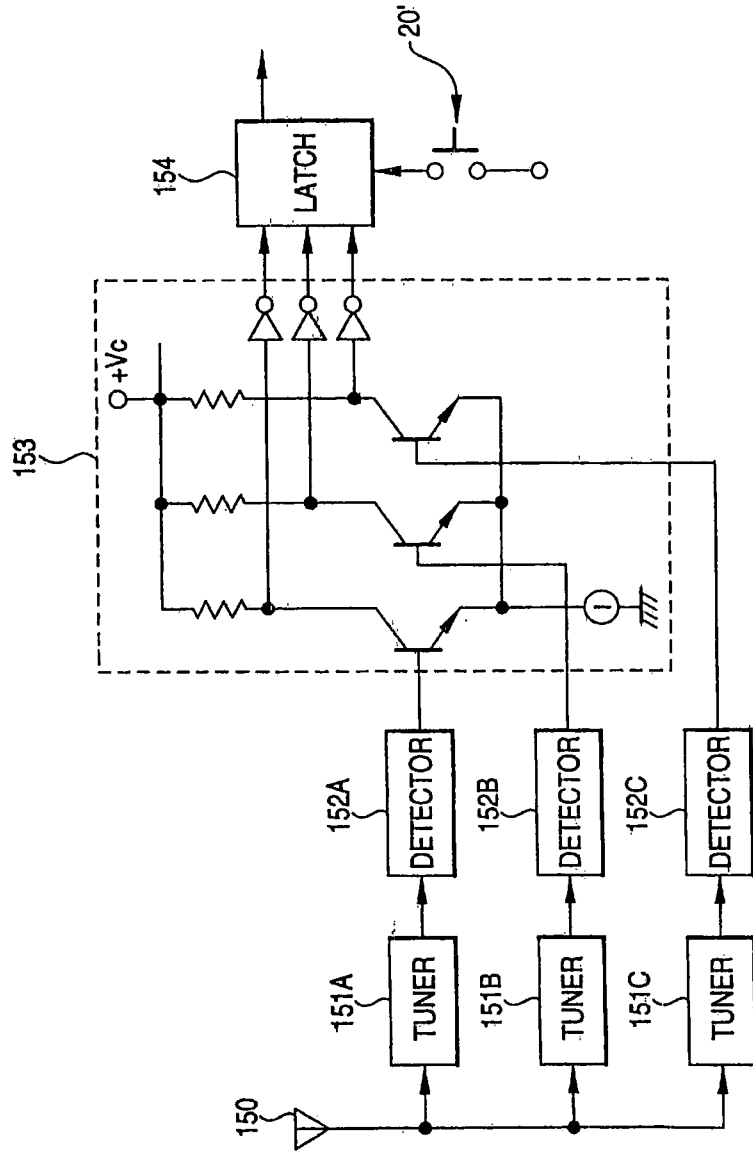 150
151A
TUNER
152A
DETECTOR
151B
TUNER
152B
DETECTOR
151C
TUNER
152C
DETECTOR
153
+Vc
I
154
LATCH
20'